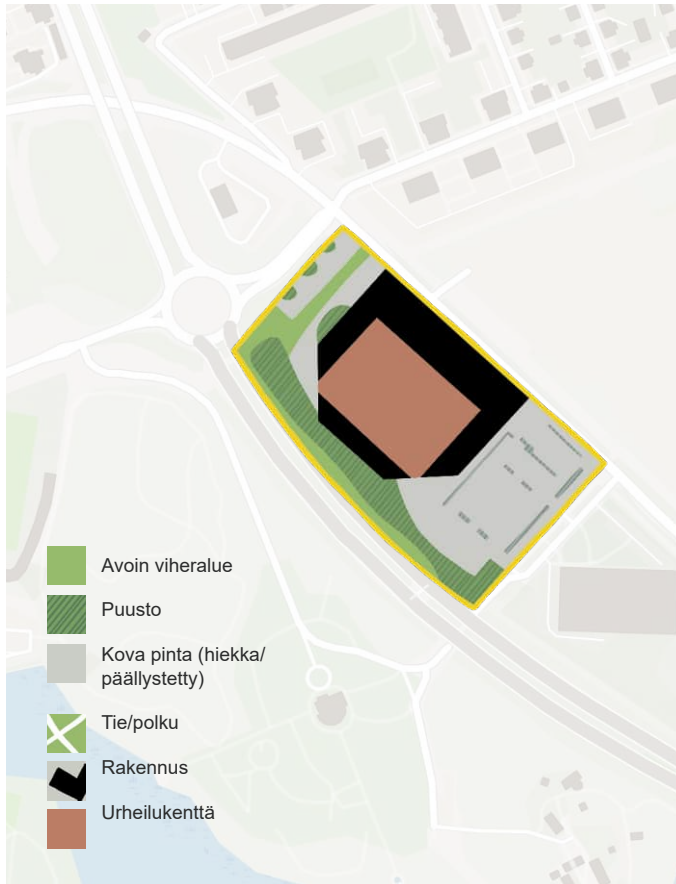 Avoin viheralue
Puusto
Kova pinta (hiekka/
päällystetty)
Tie/polku
Rakennus
Urheilukenttä